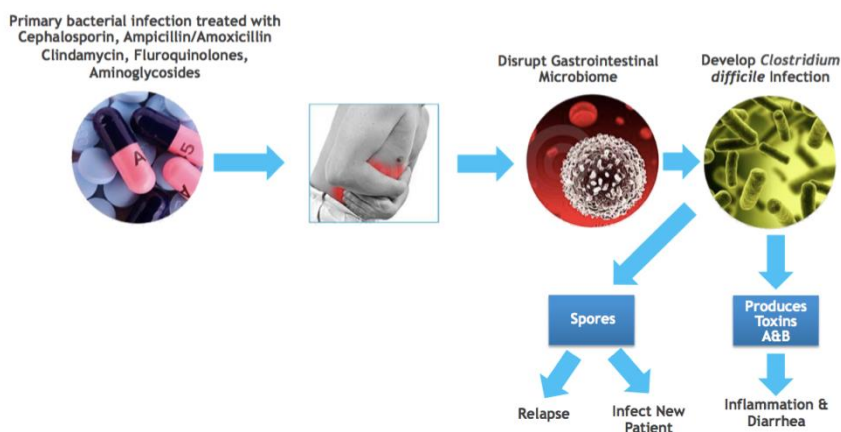 Primary bacterial infection treated with
Cephalosporin, Ampicillin/Amoxicillin
Clindamycin, Fluroquinolones,
Aminoglycosides
Disrupt Gastrointestinal
Microbiome
Develop Clostridium
difficile Infection
A
5
A
Spores
Produces
Toxins
A&B
Relapse
Infect New
Patient
Inflammation &
Diarrhea